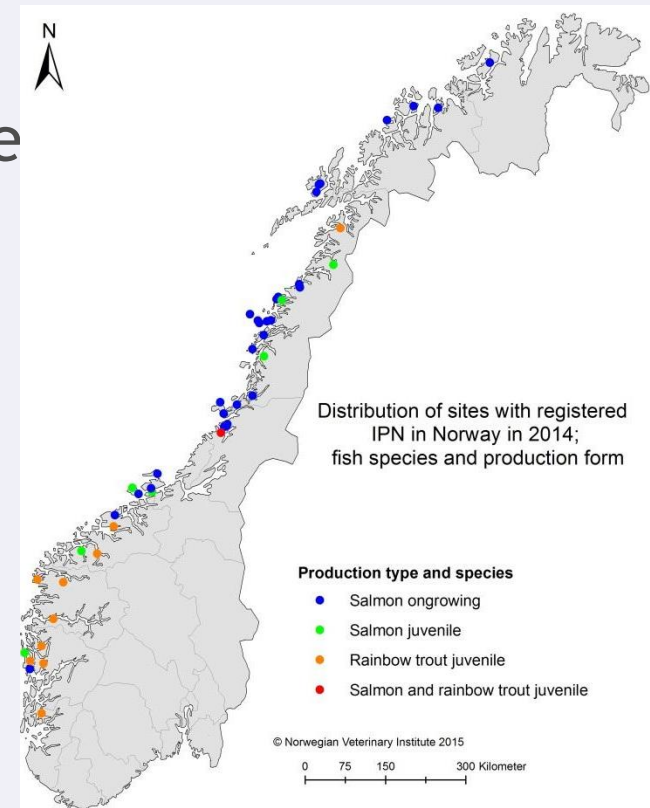 N
e
Distribution of sites with registered
IPN in Norway in 2014;
fish species and production form
Production type and species
Salmon ongrowing
Salmon juvenile
Rainbow trout juvenile
Salmon and rainbow trout juvenile
© Norwegian Veterinary Institute 2015
0 75 150 300 Kilometer